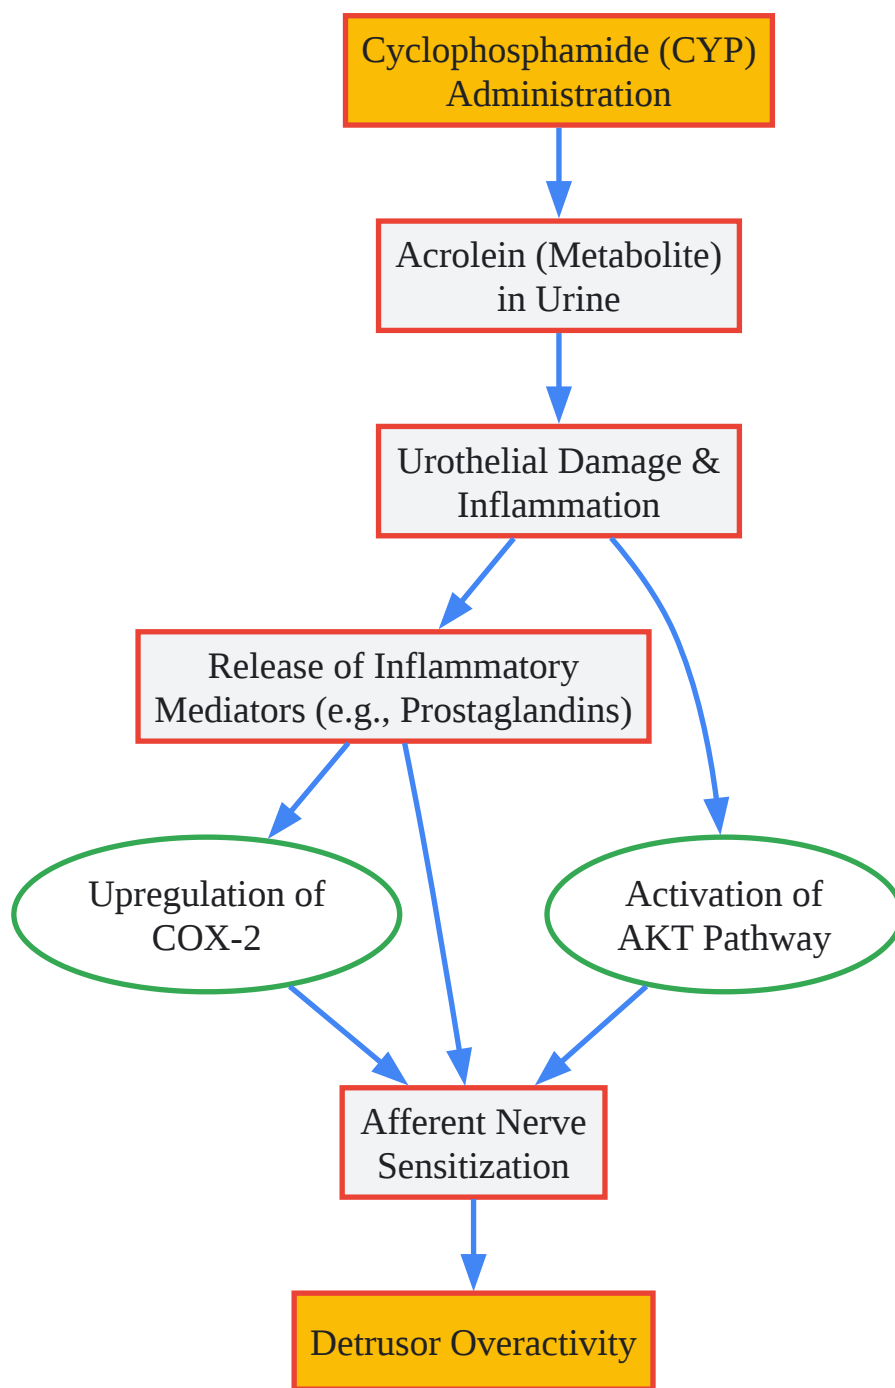 Cyclophosphamide (CYP)
Administration
Acrolein (Metabolite)
in Urine
Urothelial Damage &
Inflammation
Release of Inflammatory
Mediators (e.g., Prostaglandins)
Upregulation of
COX-2
Activation of
AKT Pathway
Afferent Nerve
Sensitization
Detrusor Overactivity